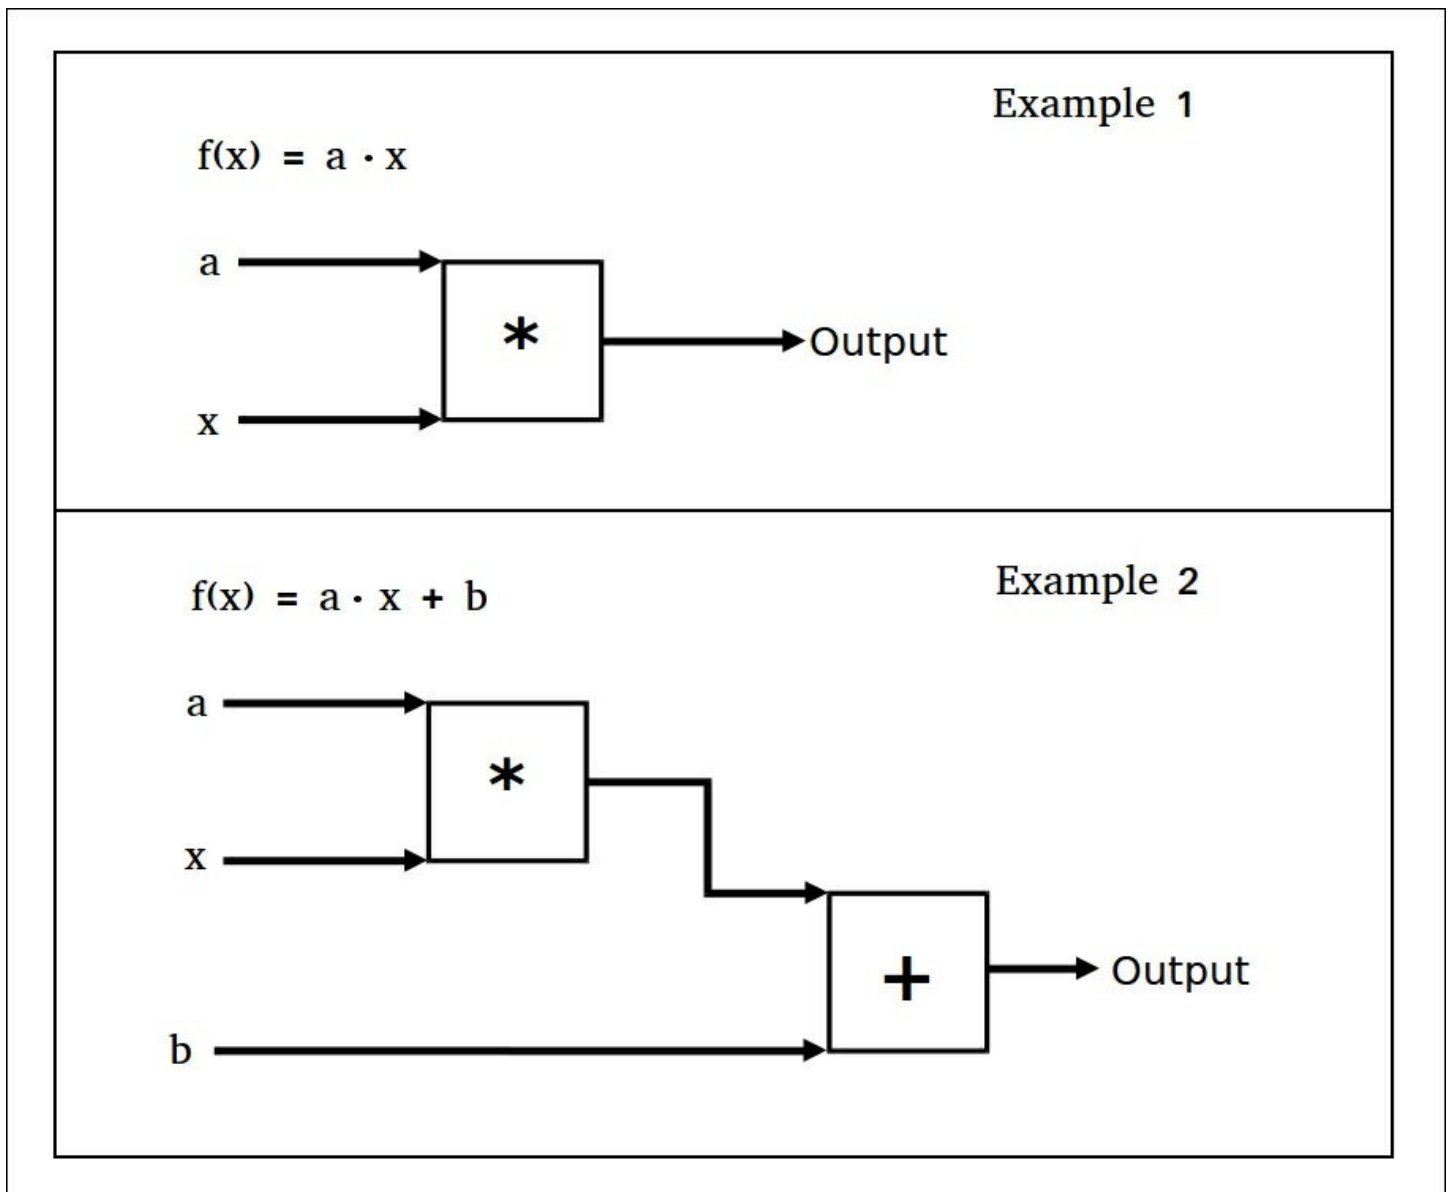 Example 1
f(x) = a · x
a
*
Output
x
Example 2
f(x) = a · x + b
a
*
x
+
Output
b